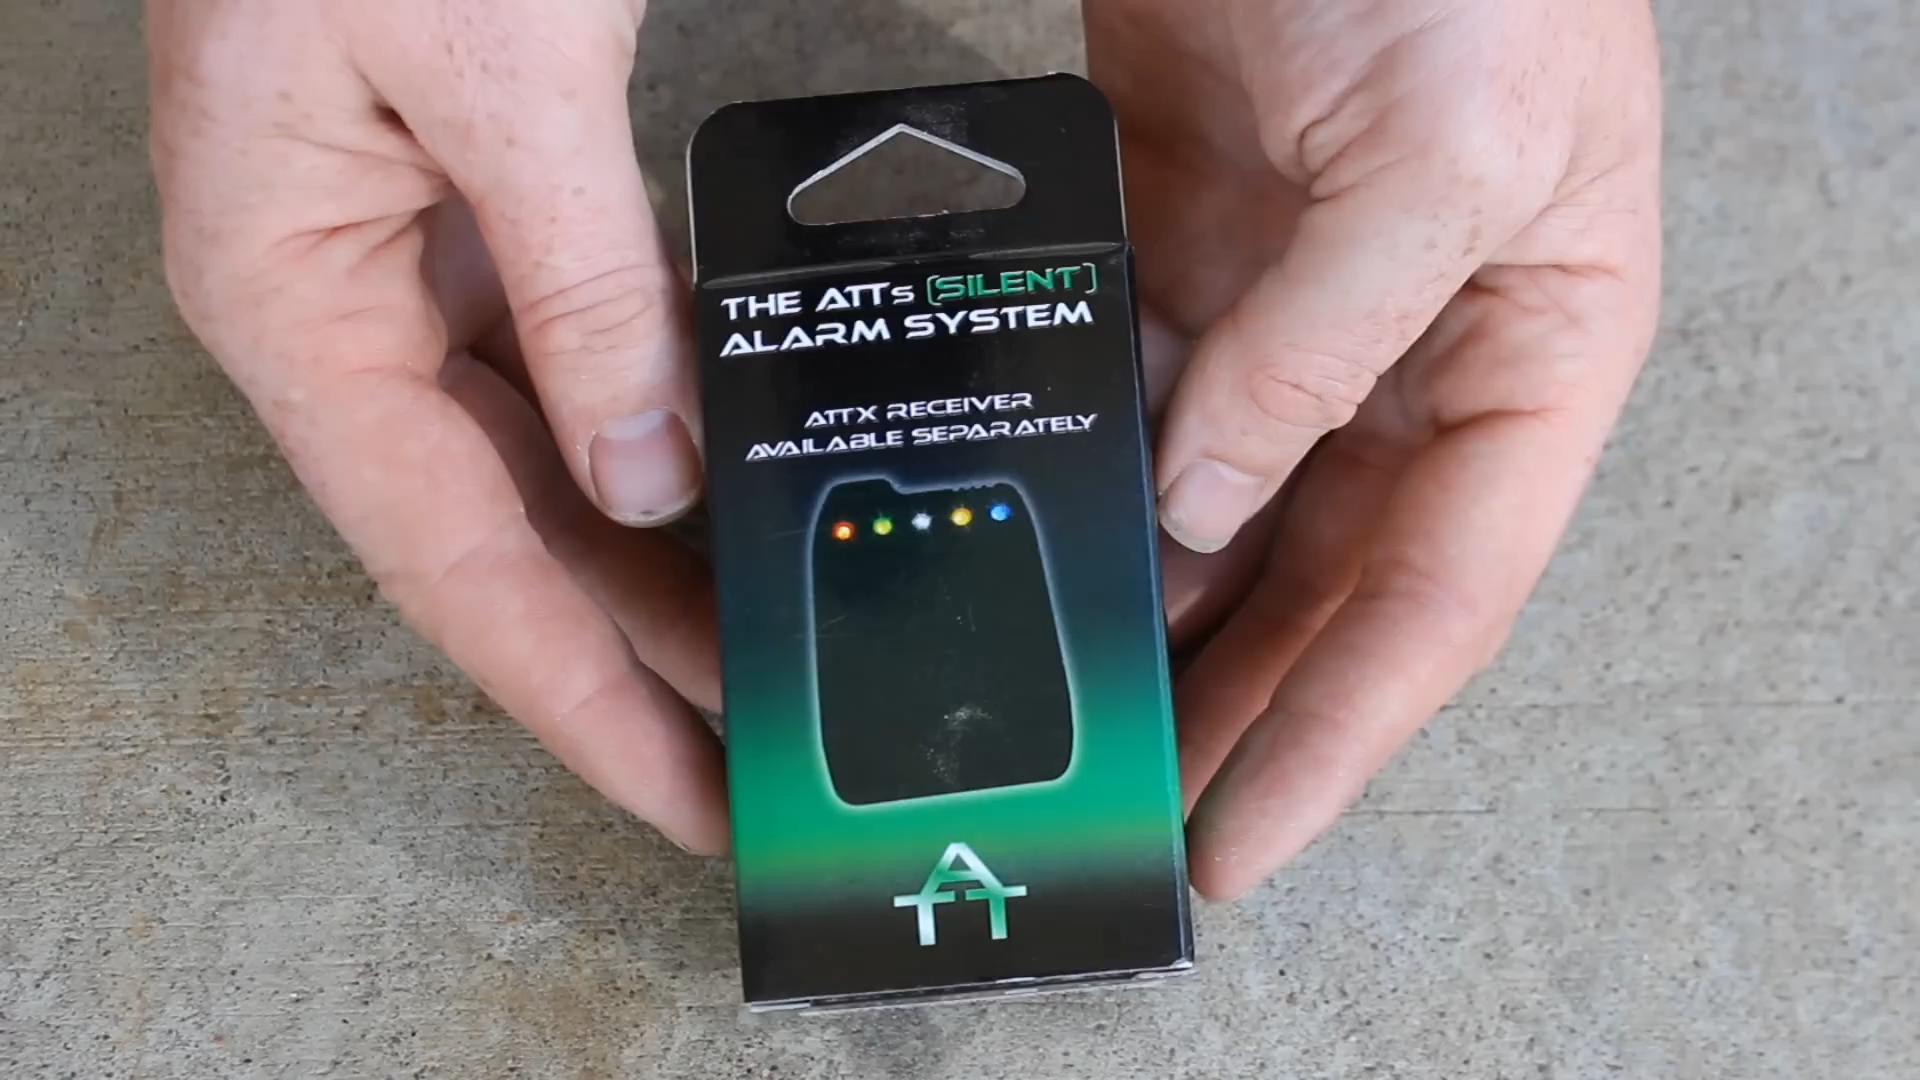 THE ATTs [SILENT]
ALARM SYSTEM
ATTX RECEIVER
AVAILABLE SEPARATELY
ATT